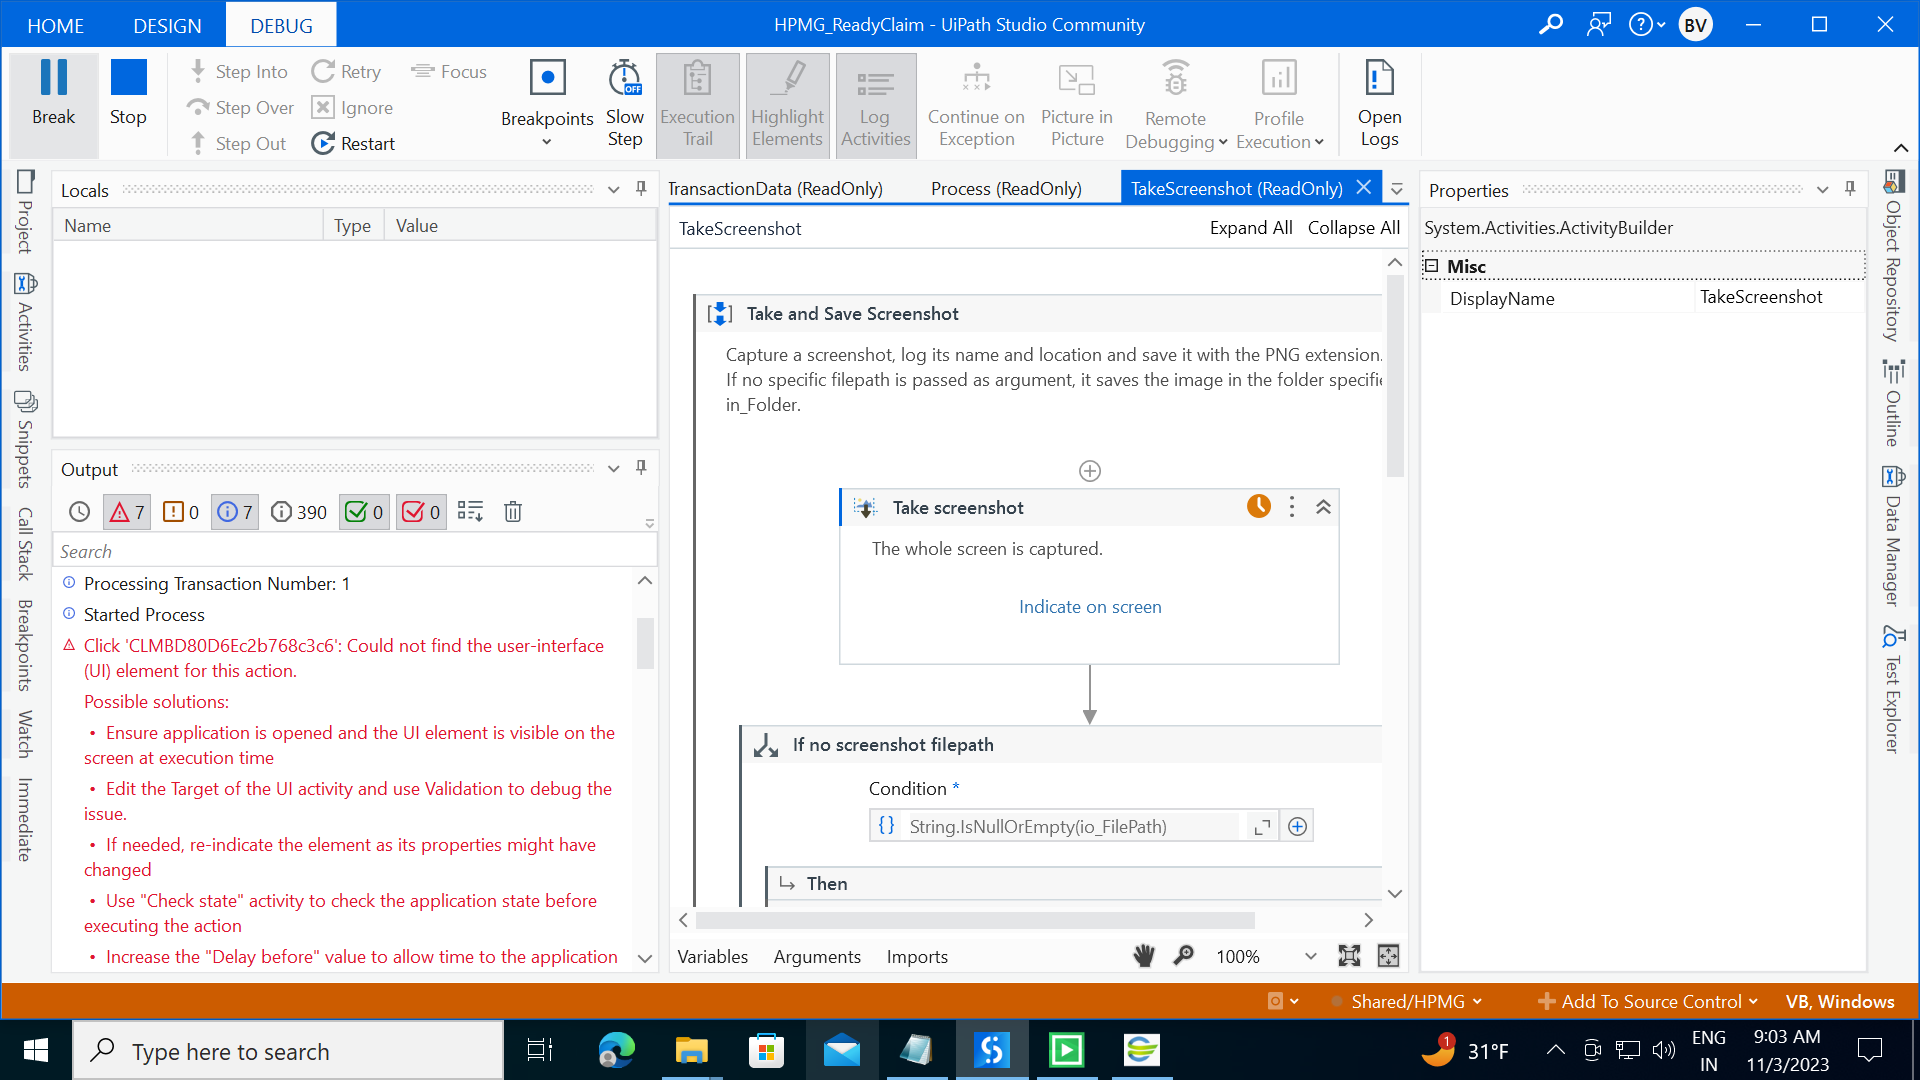 HOME DESIGN DEBUG HPMG_ReadyClaim - UiPath Studio Community BV
Break
Stop
Step Into
Step Over
Step Out
Retry
Ignore
Restart
Focus
Breakpoints
Slow
Step
OFF
Execution
Trail
Highlight
Elements
Log
Activities
Continue on
Exception
Picture in
Picture
Remote
Debugging
Profile
Execution
Open
Logs
Project
Activities
Snippets
Call Stack
Breakpoints
Watch
Immediate
Locals
Name Type Value
Output
7 0 7 390 0 0
Search
Processing Transaction Number: 1
Started Process
Click 'CLMBD80D6Ec2b768c3c6': Could not find the user-interface
(UI) element for this action.
Possible solutions:
• Ensure application is opened and the UI element is visible on the
screen at execution time
• Edit the Target of the UI activity and use Validation to debug the
issue.
• If needed, re-indicate the element as its properties might have
changed
• Use "Check state" activity to check the application state before
executing the action
• Increase the "Delay before" value to allow time to the application
TransactionData (ReadOnly) Process (ReadOnly) TakeScreenshot (ReadOnly)
TakeScreenshot Expand All Collapse All
Take and Save Screenshot
Capture a screenshot, log its name and location and save it with the PNG extension.
If no specific filepath is passed as argument, it saves the image in the folder specifie
in_Folder.
Take screenshot
The whole screen is captured.
Indicate on screen
If no screenshot filepath
Condition *
String.IsNullOrEmpty(io_FilePath)
Then
Variables Arguments Imports 100%
Properties
System.Activities.ActivityBuilder
Misc
DisplayName TakeScreenshot
Object Repository
Outline
Data Manager
Test Explorer
Shared/HPMG Add To Source Control VB, Windows
Type here to search
1
31°F
ENG
IN
9:03 AM
11/3/2023